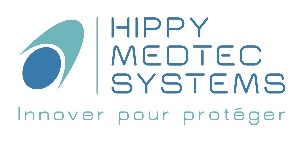 HIPPY
MEDTEC
SYSTEMS
Innover pour protéger